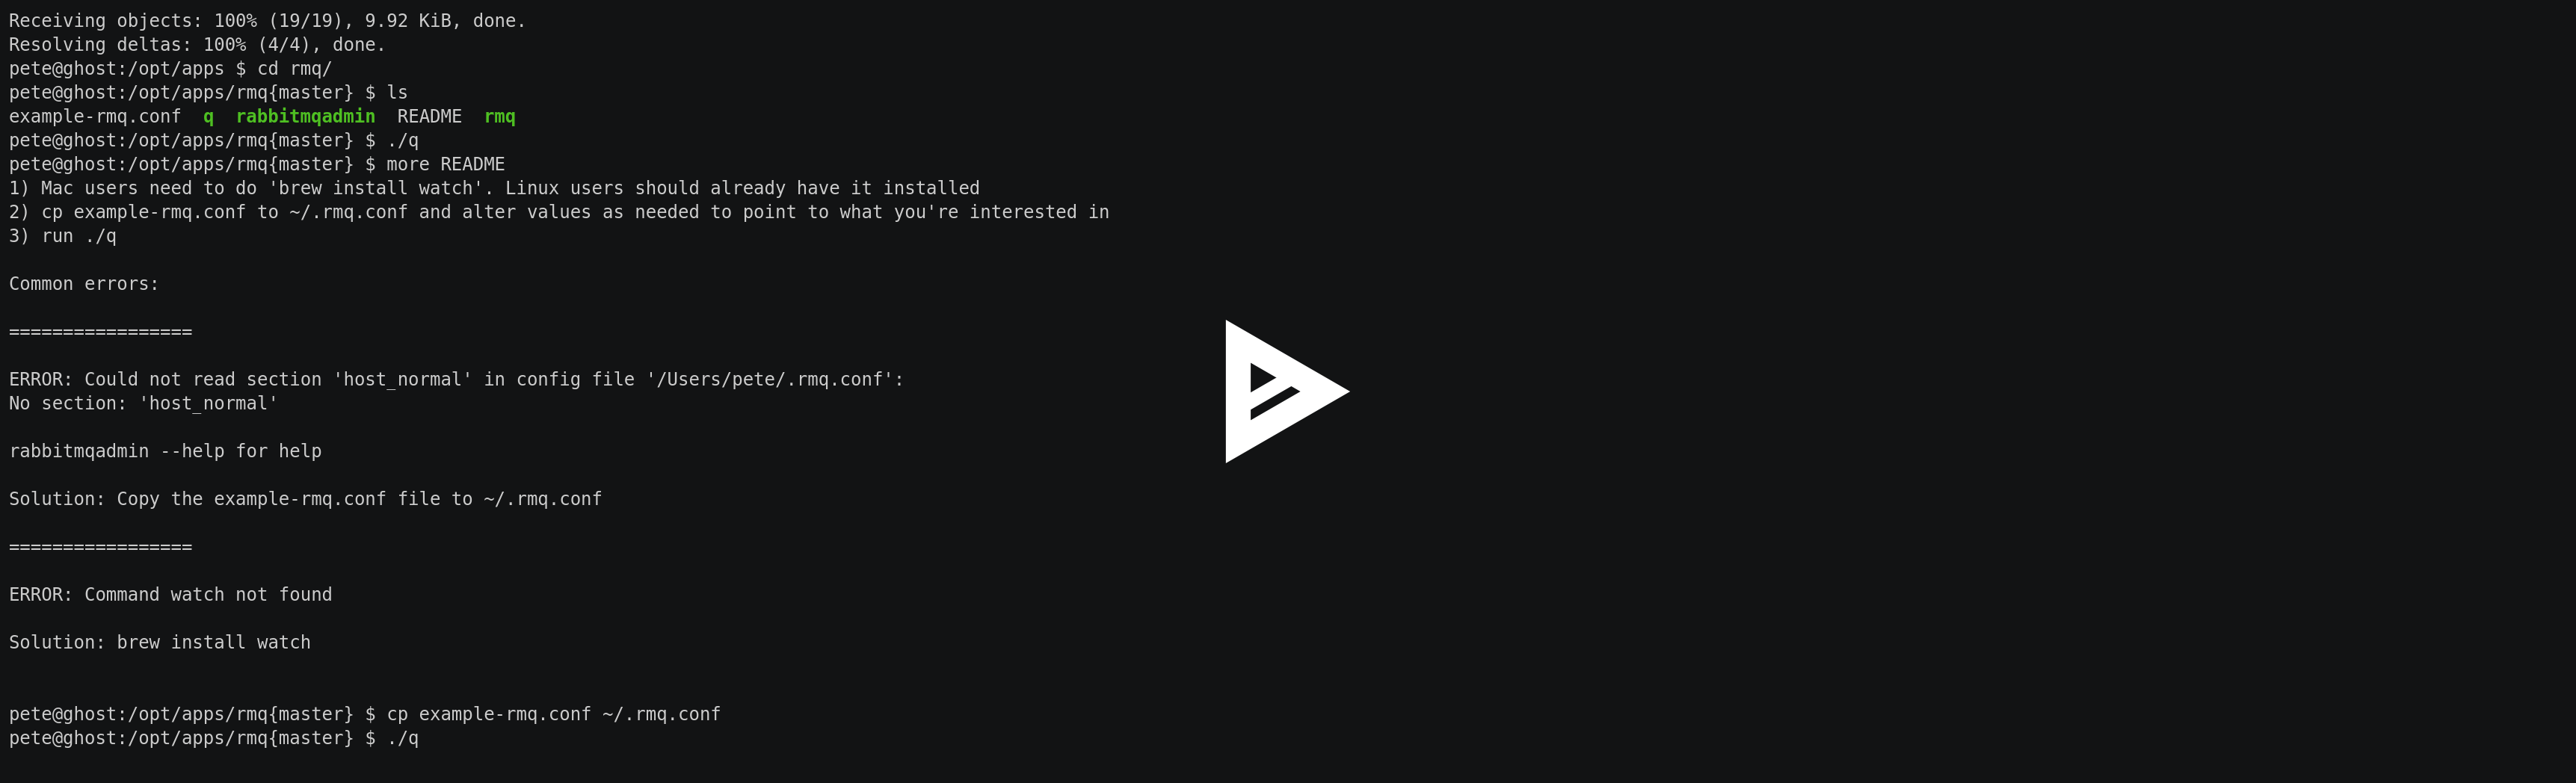 Receiving objects: 100% (19/19), 9.92 KiB, done.
Resolving deltas: 100% (4/4), done.
pete@ghost:/opt/apps $ cd rmq/
pete@ghost:/opt/apps/rmq{master} $ ls
example-rmq.conf  q  rabbitmqadmin  README  rmq
pete@ghost:/opt/apps/rmq{master} $ ./q
pete@ghost:/opt/apps/rmq{master} $ more README
1) Mac users need to do 'brew install watch'. Linux users should already have it installed
2) cp example-rmq.conf to ~/.rmq.conf and alter values as needed to point to what you're interested in
3) run ./q

Common errors:

=================

ERROR: Could not read section 'host_normal' in config file '/Users/pete/.rmq.conf':
No section: 'host_normal'

rabbitmqadmin --help for help

Solution: Copy the example-rmq.conf file to ~/.rmq.conf

=================

ERROR: Command watch not found

Solution: brew install watch


pete@ghost:/opt/apps/rmq{master} $ cp example-rmq.conf ~/.rmq.conf
pete@ghost:/opt/apps/rmq{master} $ ./q